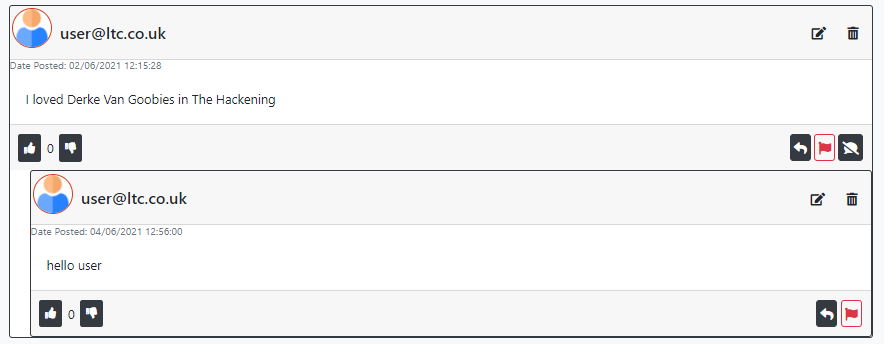 user@ltc.co.uk
Date Posted: 02/06/2021 12:15:28
I loved Derke Van Goobies in The Hackening
0
user@ltc.co.uk
Date Posted: 04/06/2021 12:56:00
hello user
0